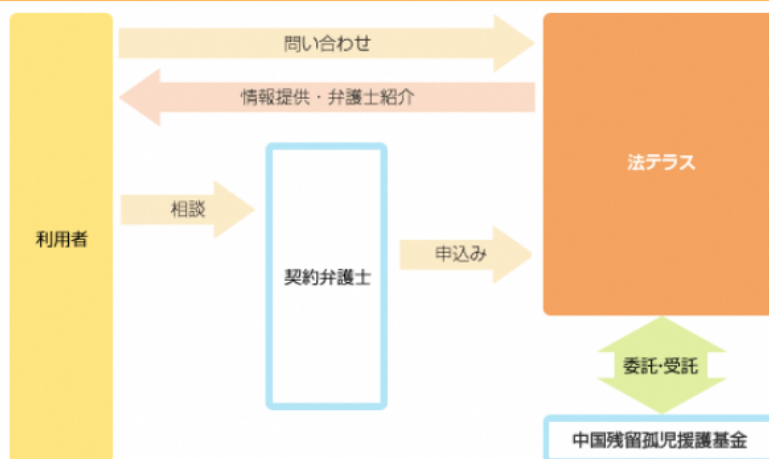 問い合わせ
情報提供・弁護士紹介
法テラス
相談
利用者
申込み
契約弁護士
委託・受託
中国残留孤児援護基金